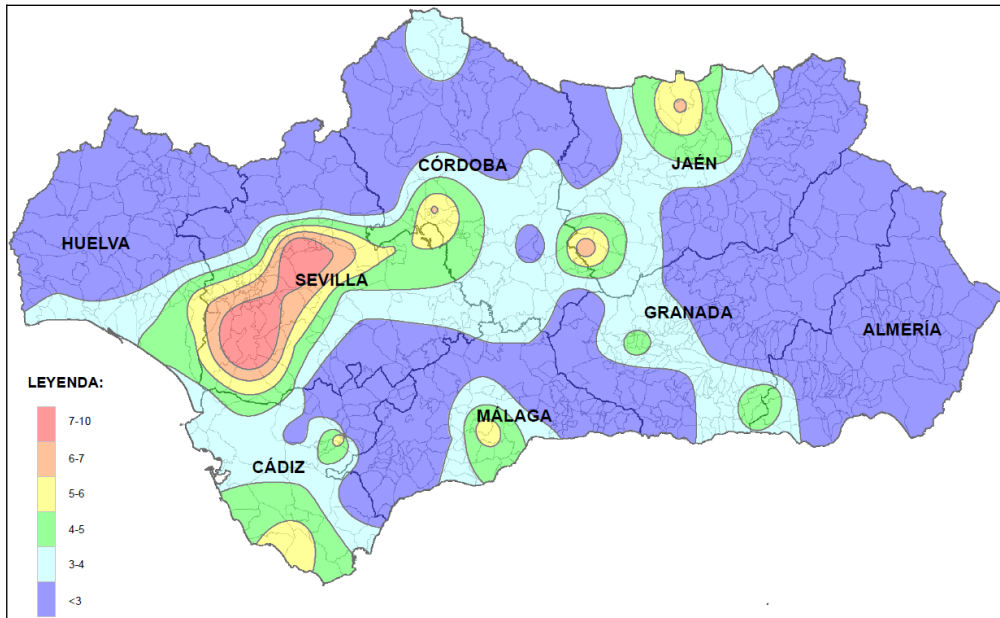 CÓRDOBA
JAÉN
HUELVA
SEVILLA
GRANADA
ALMERÍA
LEYENDA:
7-10
6-7
5-6
4-5
3-4
<3
MÁLAGA
CÁDIZ